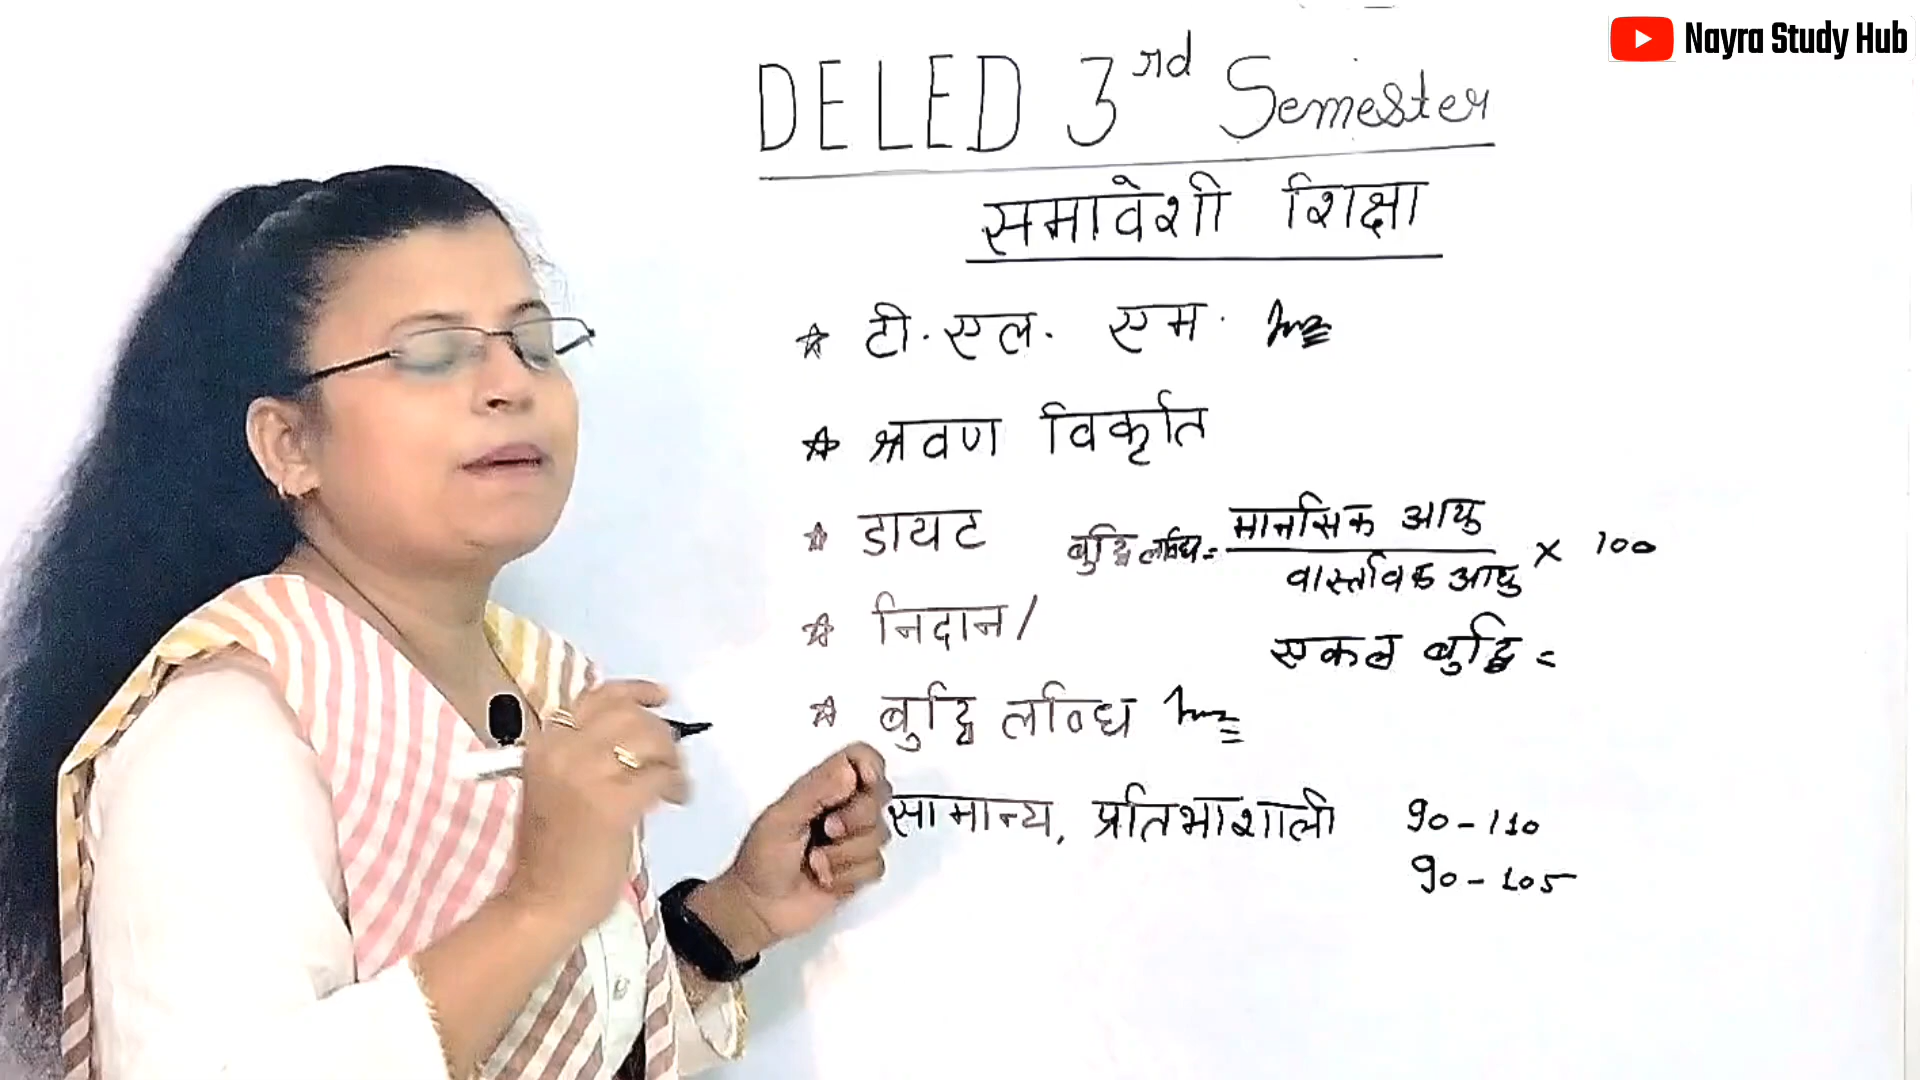 Nayra Study Hub
DELED 3rd Semester
समावेशी शिक्षा
☆ टी. एल. एम.
☆ श्रवण विकृति
☆ डायट
बुद्धि लब्धि = मानसिक आयु / वास्तविक आयु × 100
☆ निदान /
एकल बुद्धि =
☆ बुद्धि लब्धि
सामान्य, प्रतिभाशाली 90 - 110
90 - 105